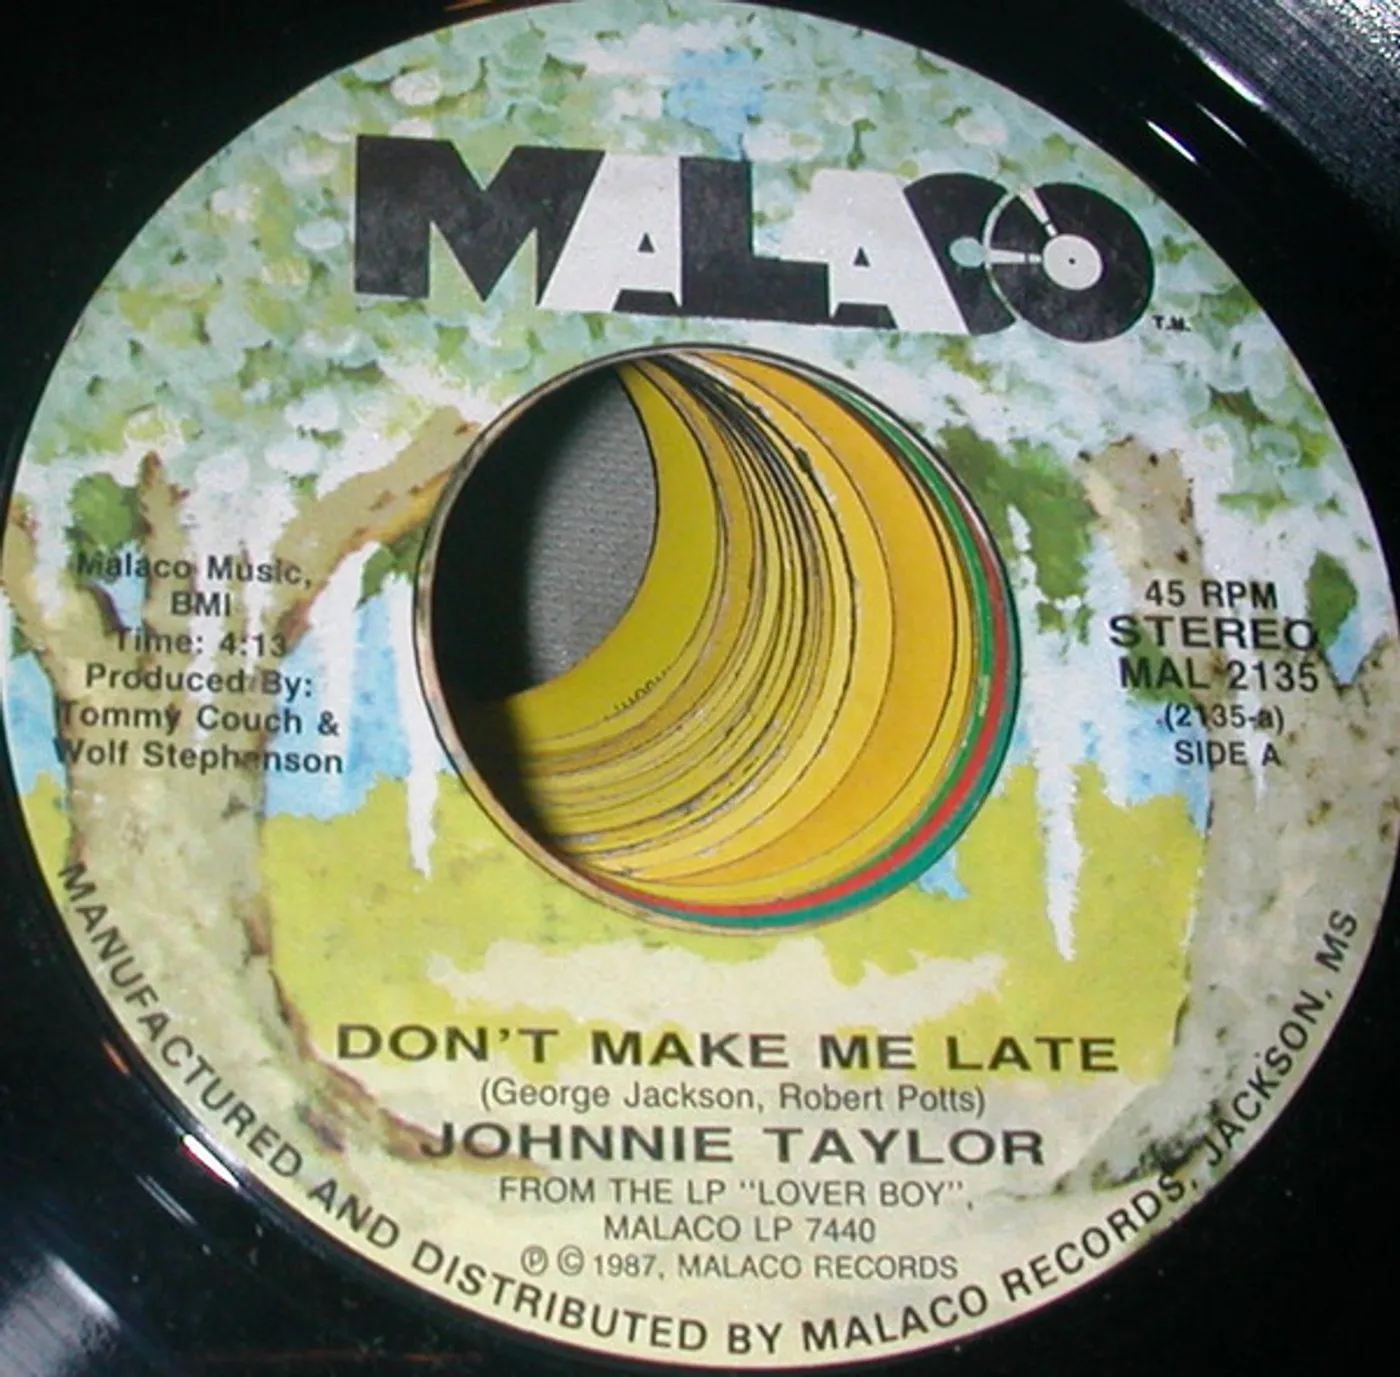 MALACO T.M.
Malaco Music,
BMI
Time: 4:13
Produced By:
Tommy Couch &
Wolf Stephenson
45 RPM
STEREO
MAL 2135
(2135-a)
SIDE A
DON'T MAKE ME LATE
(George Jackson, Robert Potts)
JOHNNIE TAYLOR
FROM THE LP "LOVER BOY",
MALACO LP 7440
℗ © 1987, MALACO RECORDS
MANUFACTURED AND DISTRIBUTED BY MALACO RECORDS, JACKSON, MS